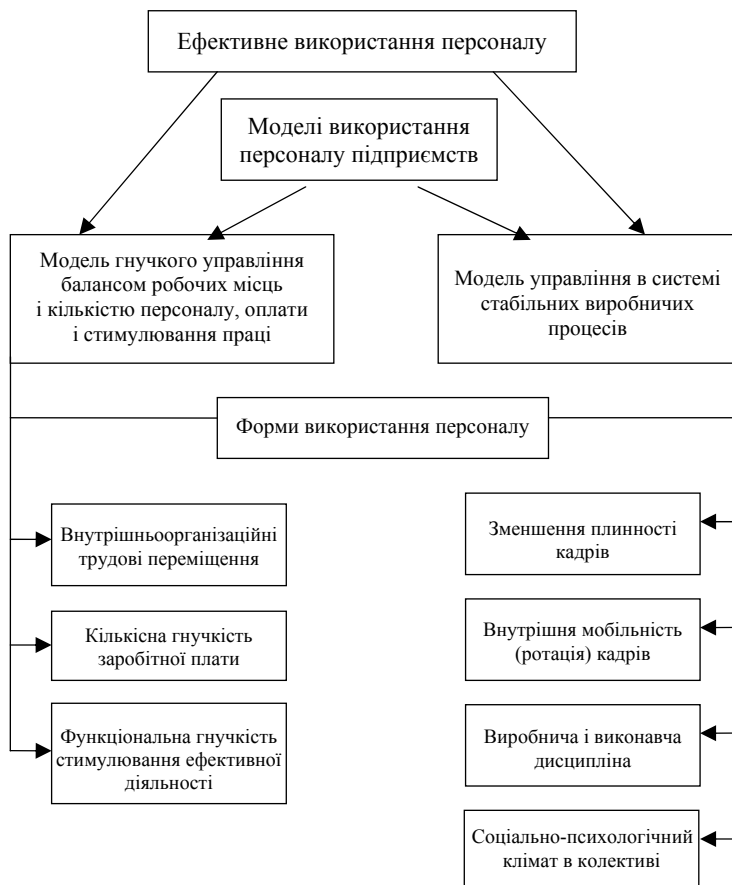 Ефективне використання персоналу
Моделі використання
персоналу підприємств
Модель гнучкого управління
балансом робочих місць
і кількістю персоналу, оплати
і стимулювання праці
Модель управління в системі
стабільних виробничих
процесів
Форми використання персоналу
Внутрішньоорганізаційні
трудові переміщення
Кількісна гнучкість
заробітної плати
Функціональна гнучкість
стимулювання ефективної
діяльності
Зменшення плинності
кадрів
Внутрішня мобільність
(ротація) кадрів
Виробнича і виконавча
дисципліна
Соціально-психологічний
клімат в колективі